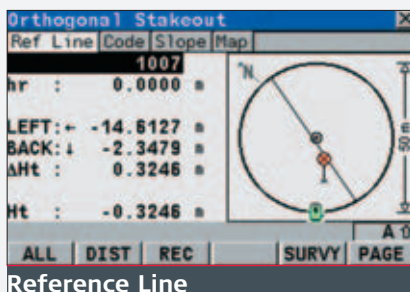 Orthogonal Stakeout
Ref Line Code Slope Map
1007
hr : 0.0000 m
LEFT:← -14.6127 m
BACK:↓ -2.3479 m
ΔHt : 0.3246 m
Ht : -0.3246 m
N
50 m
A
ALL DIST REC SURVY PAGE
Reference Line